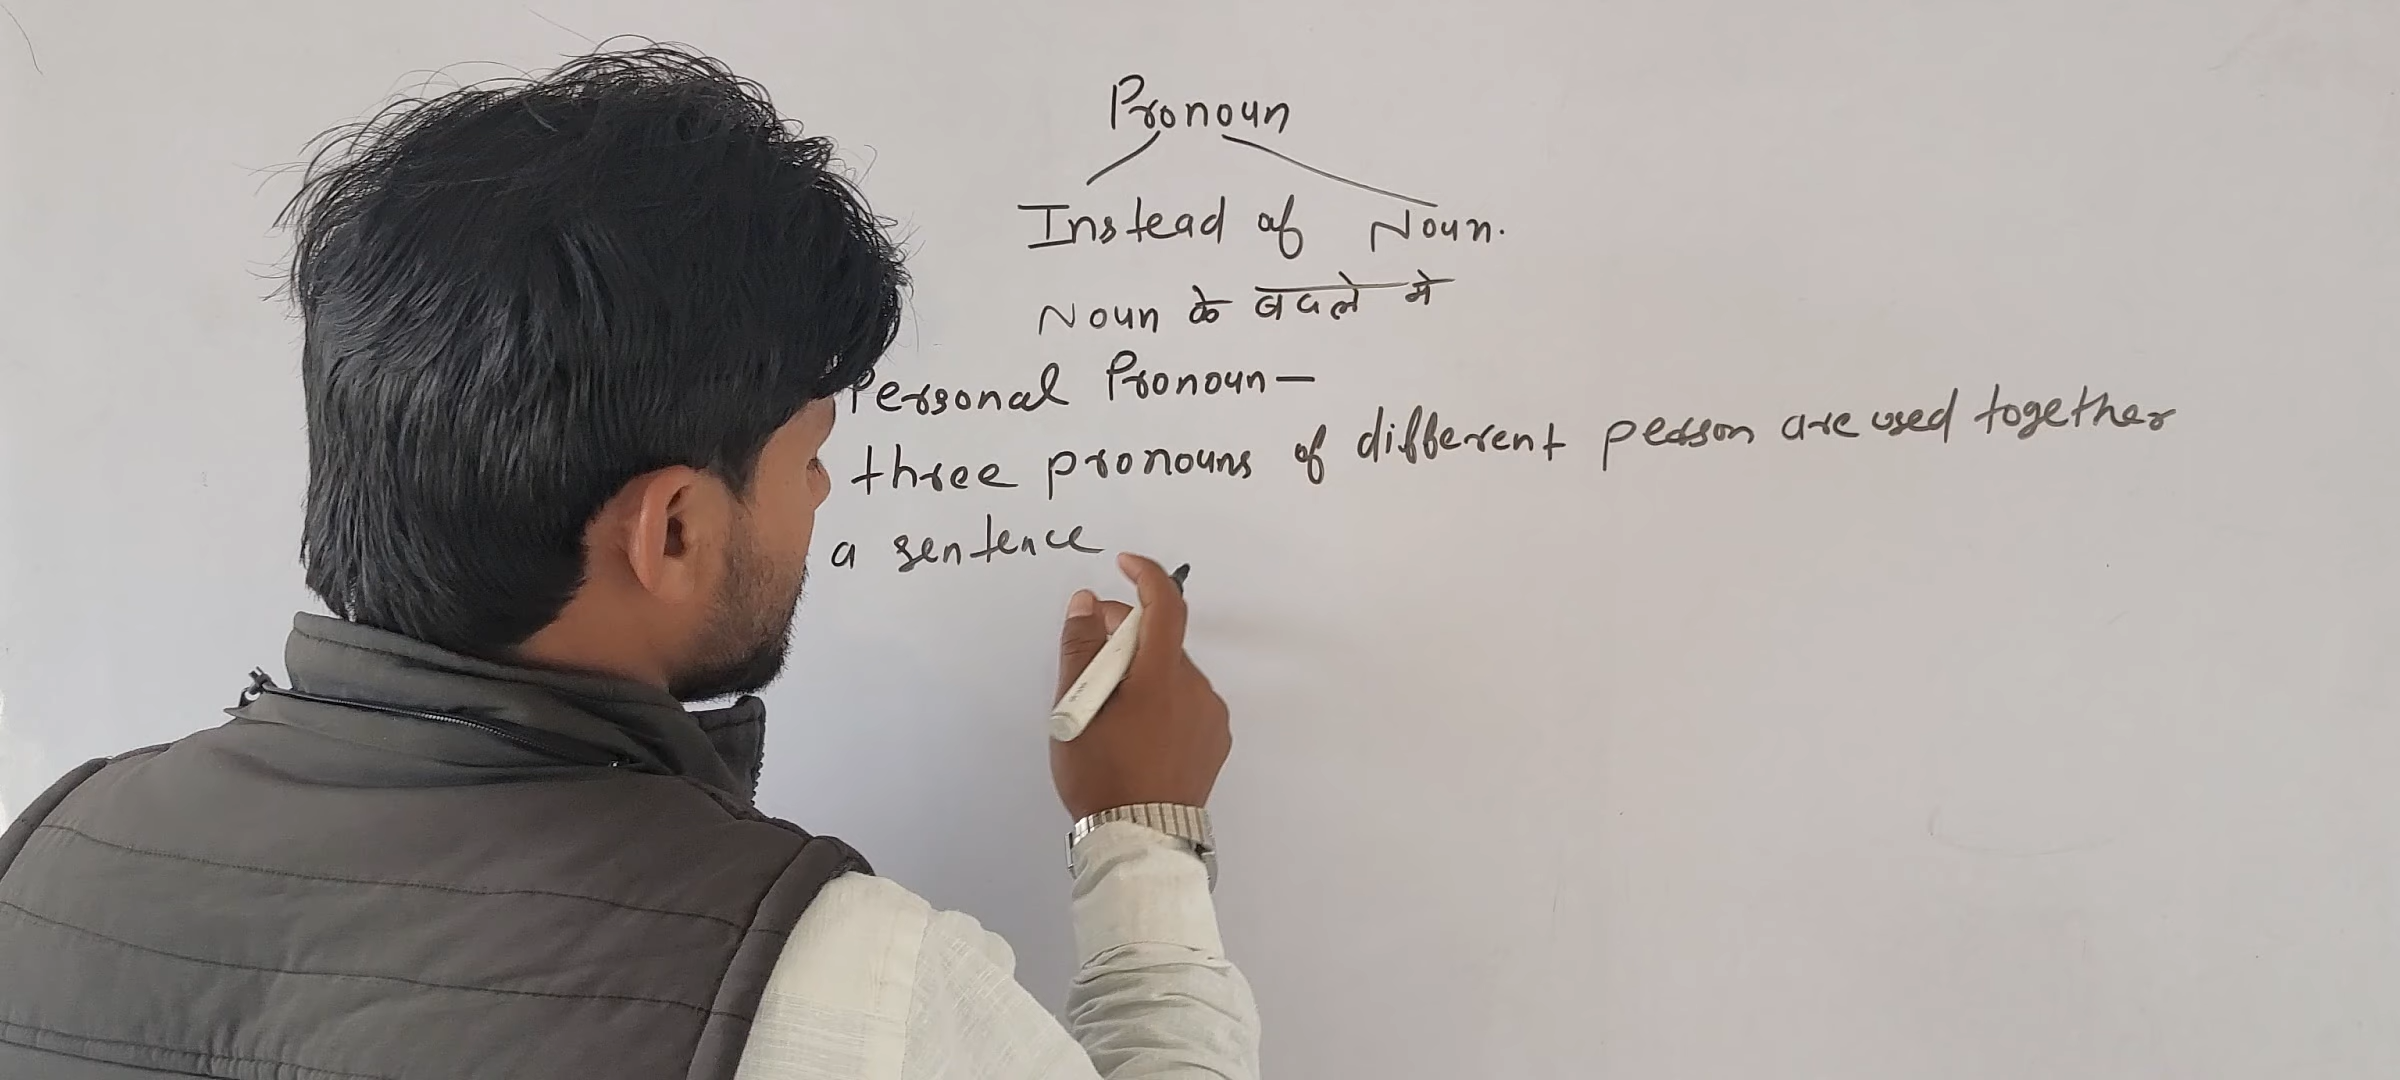 Pronoun
Instead of Noun.
Noun के बदले में
Personal Pronoun—
three pronouns of different person are used together
a sentence